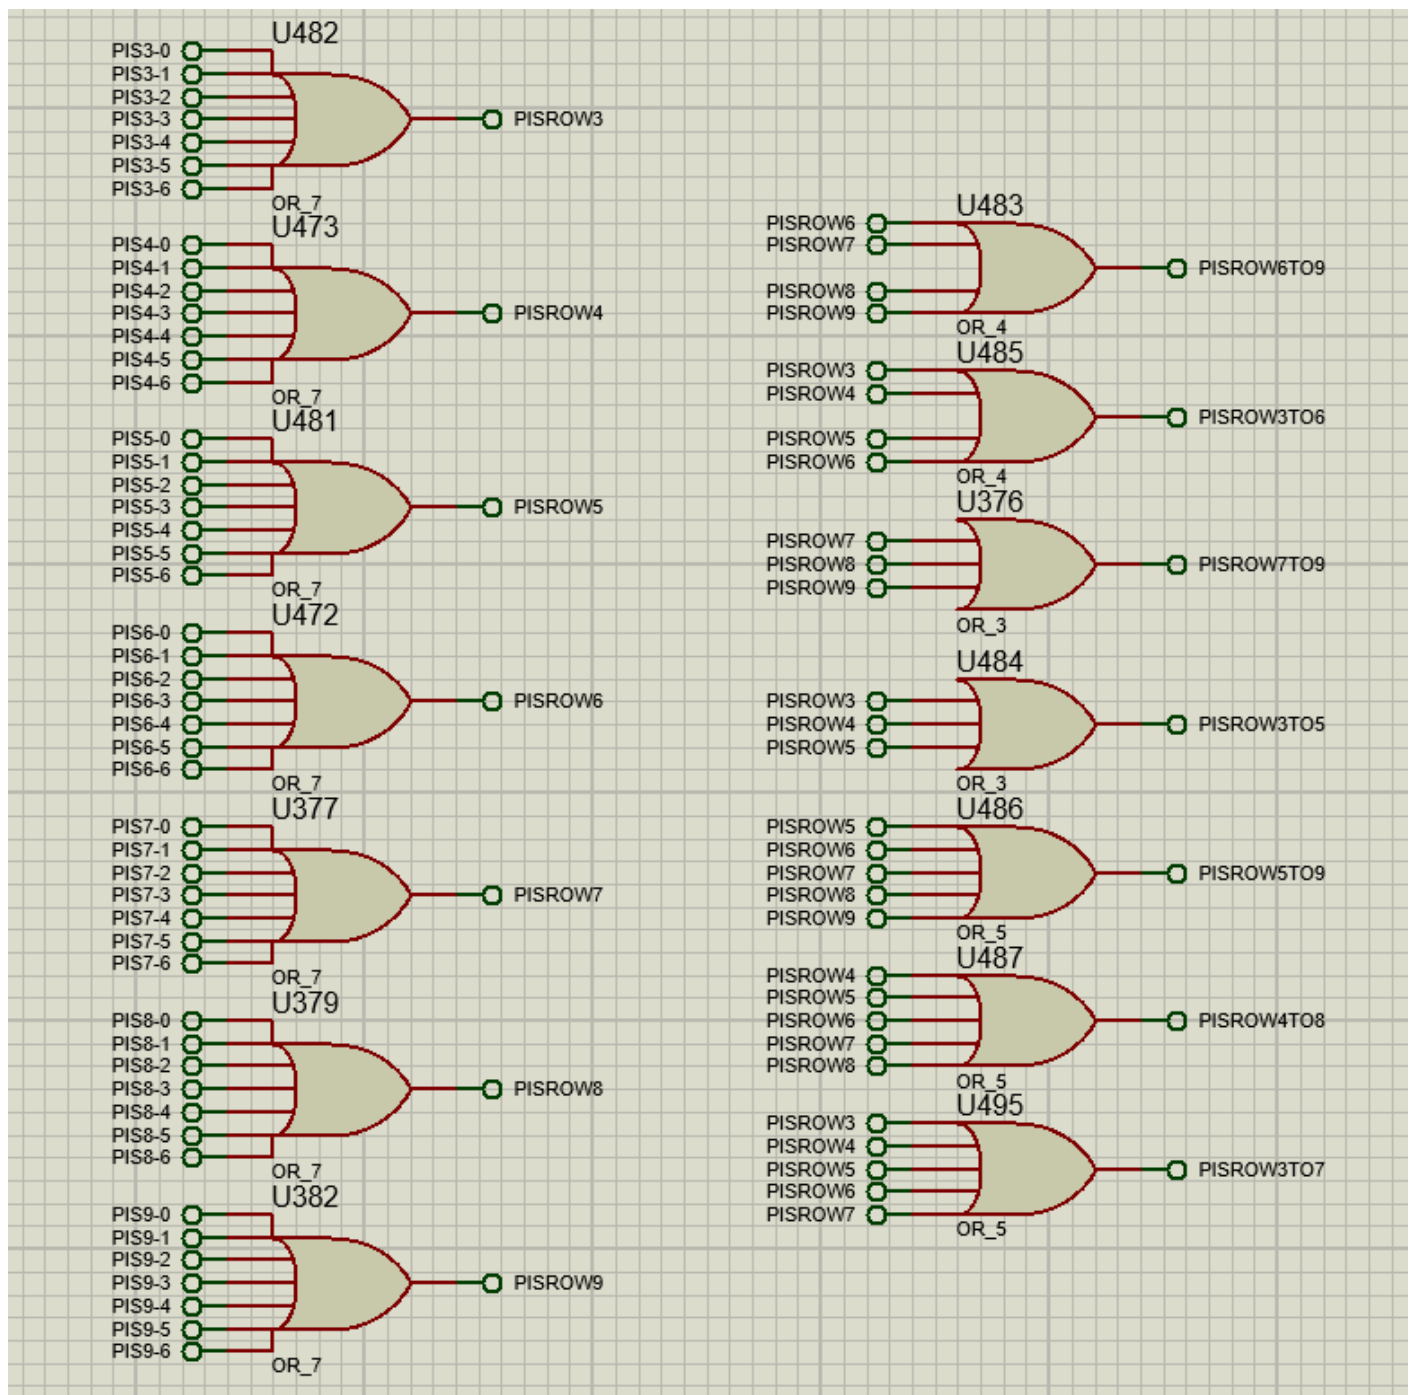 U482
PIS3-0
PIS3-1
PIS3-2
PIS3-3
PIS3-4
PIS3-5
PIS3-6
PISROW3
OR_7
U473
PIS4-0
PIS4-1
PIS4-2
PIS4-3
PIS4-4
PIS4-5
PIS4-6
PISROW4
OR_7
U481
PIS5-0
PIS5-1
PIS5-2
PIS5-3
PIS5-4
PIS5-5
PIS5-6
PISROW5
OR_7
U472
PIS6-0
PIS6-1
PIS6-2
PIS6-3
PIS6-4
PIS6-5
PIS6-6
PISROW6
OR_7
U377
PIS7-0
PIS7-1
PIS7-2
PIS7-3
PIS7-4
PIS7-5
PIS7-6
PISROW7
OR_7
U379
PIS8-0
PIS8-1
PIS8-2
PIS8-3
PIS8-4
PIS8-5
PIS8-6
PISROW8
OR_7
U382
PIS9-0
PIS9-1
PIS9-2
PIS9-3
PIS9-4
PIS9-5
PIS9-6
PISROW9
OR_7
U483
PISROW6
PISROW7
PISROW8
PISROW9
PISROW6TO9
OR_4
U485
PISROW3
PISROW4
PISROW5
PISROW6
PISROW3TO6
OR_4
U376
PISROW7
PISROW8
PISROW9
PISROW7TO9
OR_3
U484
PISROW3
PISROW4
PISROW5
PISROW3TO5
OR_3
U486
PISROW5
PISROW6
PISROW7
PISROW8
PISROW9
PISROW5TO9
OR_5
U487
PISROW4
PISROW5
PISROW6
PISROW7
PISROW8
PISROW4TO8
OR_5
U495
PISROW3
PISROW4
PISROW5
PISROW6
PISROW7
PISROW3TO7
OR_5